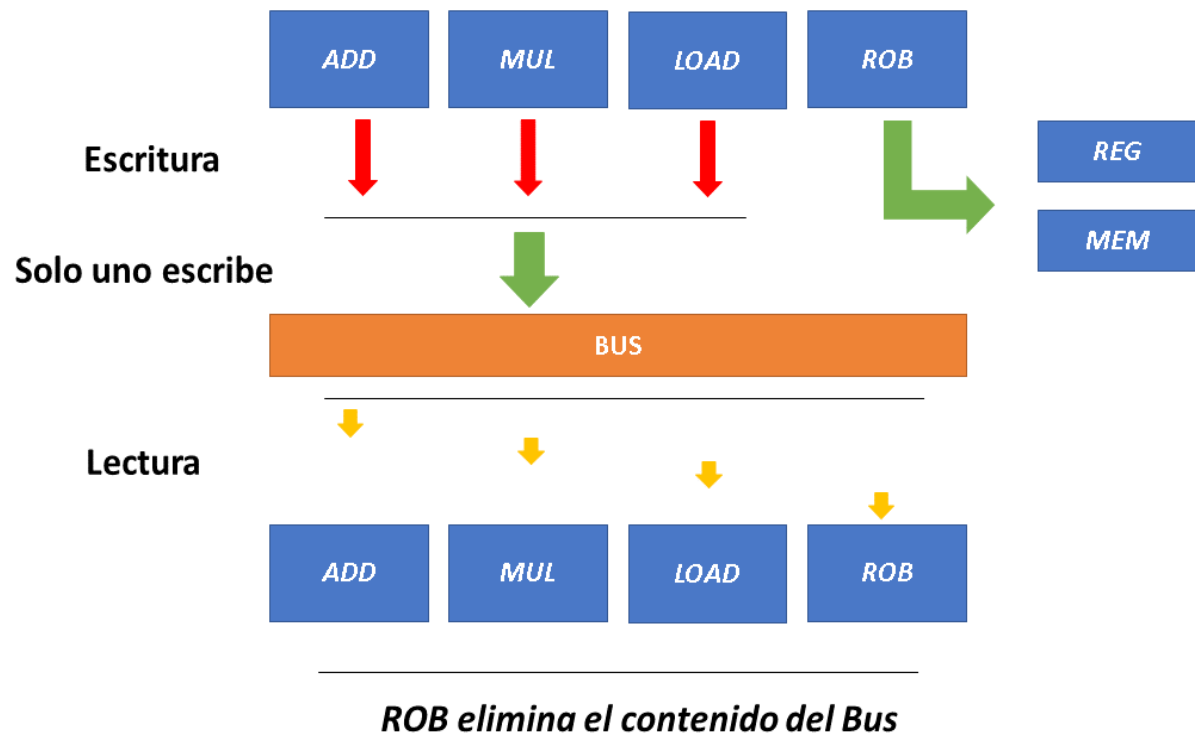 ADD
MUL
LOAD
ROB
Escritura
REG
MEM
Solo uno escribe
BUS
Lectura
ADD
MUL
LOAD
ROB
ROB elimina el contenido del Bus